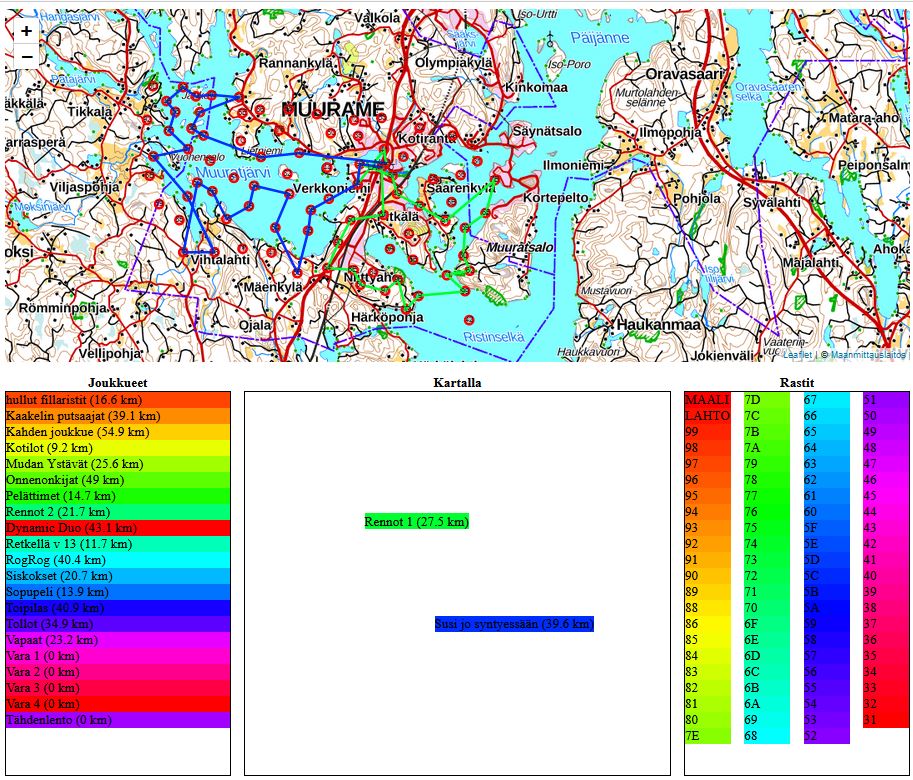 Hangasjärvi
Valkola
Saaksjärvi
Iso-Urtti
Päijänne
+
−
Rannankylä
Olympiakylä
Iso-Poro
Oravasaari
Patajärvi
Kinkomaa
Murtolahdenselänne
Oravasaaren selkä
äkkälä
Tikkala
MUURAME
Matara-aho
Säynätsalo
Kotiranta
Ilmopohja
arrasperä
Vuohensalo
Ilmoniemi
Peiponsalm
Muuratjärvi
Viljaspohja
Verkkoniemi
Saarenkylä
Kortepelto
Pohjola
Syvälahti
Moksinjärvi
tkälä
oksi
Vihtalahti
Muuratsalo
Majalahti
Ahoka
Mäenkylä
Mustavuori
Römminpohja
Härköpohja
Ojala
Haukanmaa
Ristinselkä
Vellipohja
Haukkavuori
Jokienväli
Leaflet | © Maanmittauslaitos
Joukkueet
hullut fillaristit (16.6 km)
Kaakelin putsaajat (39.1 km)
Kahden joukkue (54.9 km)
Kotilot (9.2 km)
Mudan Ystävät (25.6 km)
Onnenonkijat (49 km)
Pelättimet (14.7 km)
Rennot 2 (21.7 km)
Dynamic Duo (43.1 km)
Retkellä v 13 (11.7 km)
RogRog (40.4 km)
Siskokset (20.7 km)
Sopupeli (13.9 km)
Toipilas (40.9 km)
Tollot (34.9 km)
Vapaat (23.2 km)
Vara 1 (0 km)
Vara 2 (0 km)
Vara 3 (0 km)
Vara 4 (0 km)
Tähdenlento (0 km)
Kartalla
Rennot 1 (27.5 km)
Susi jo syntyessään (39.6 km)
Rastit
MAALI
LAHTO
99
98
97
96
95
94
93
92
91
90
89
88
86
85
84
83
82
81
80
7E
7D
7C
7B
7A
79
78
77
76
75
74
73
72
71
70
6F
6E
6D
6C
6B
6A
69
68
67
66
65
64
63
62
61
60
5F
5E
5D
5C
5B
5A
59
58
57
56
55
54
53
52
51
50
49
48
47
46
45
44
43
42
41
40
39
38
37
36
35
34
33
32
31